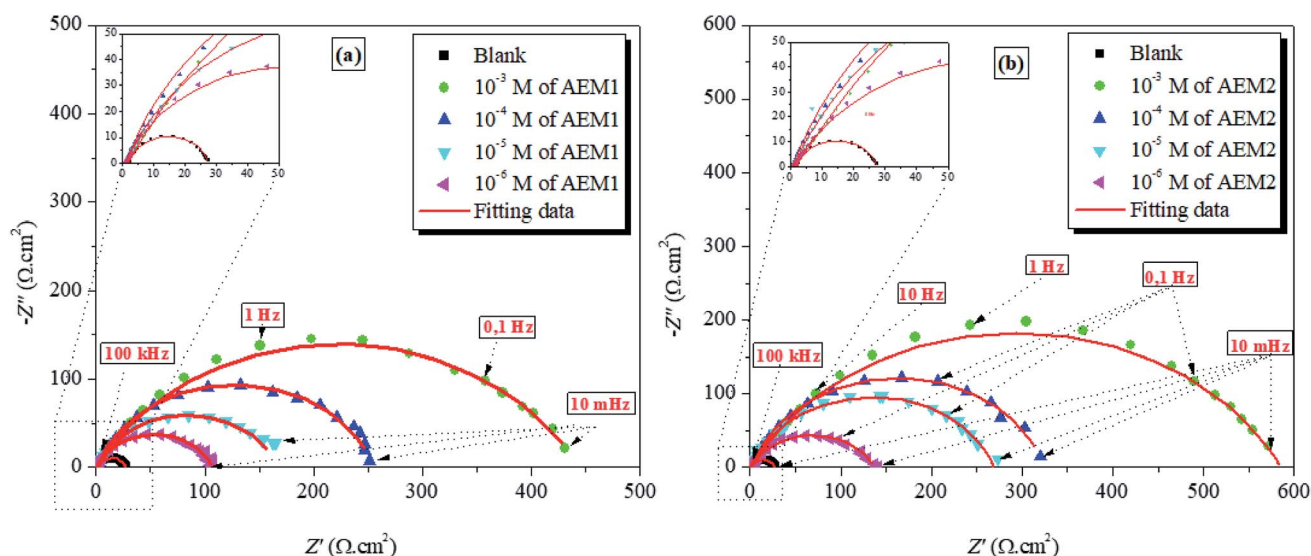 (a)
Blank
10⁻³ M of AEM1
10⁻⁴ M of AEM1
10⁻⁵ M of AEM1
10⁻⁶ M of AEM1
Fitting data
50
40
30
20
10
0
0 10 20 30 40 50
500
400
300
200
100
0
-Z″ (Ω.cm²)
1 Hz
0,1 Hz
100 kHz
10 mHz
0 100 200 300 400 500
Z′ (Ω.cm²)
(b)
Blank
10⁻³ M of AEM2
10⁻⁴ M of AEM2
10⁻⁵ M of AEM2
10⁻⁶ M of AEM2
Fitting data
50
40
30
20
10
0
0 10 20 30 40 50
600
500
400
300
200
100
0
-Z″ (Ω.cm²)
1 Hz
0,1 Hz
10 Hz
100 kHz
10 mHz
0 100 200 300 400 500 600
Z′ (Ω.cm²)